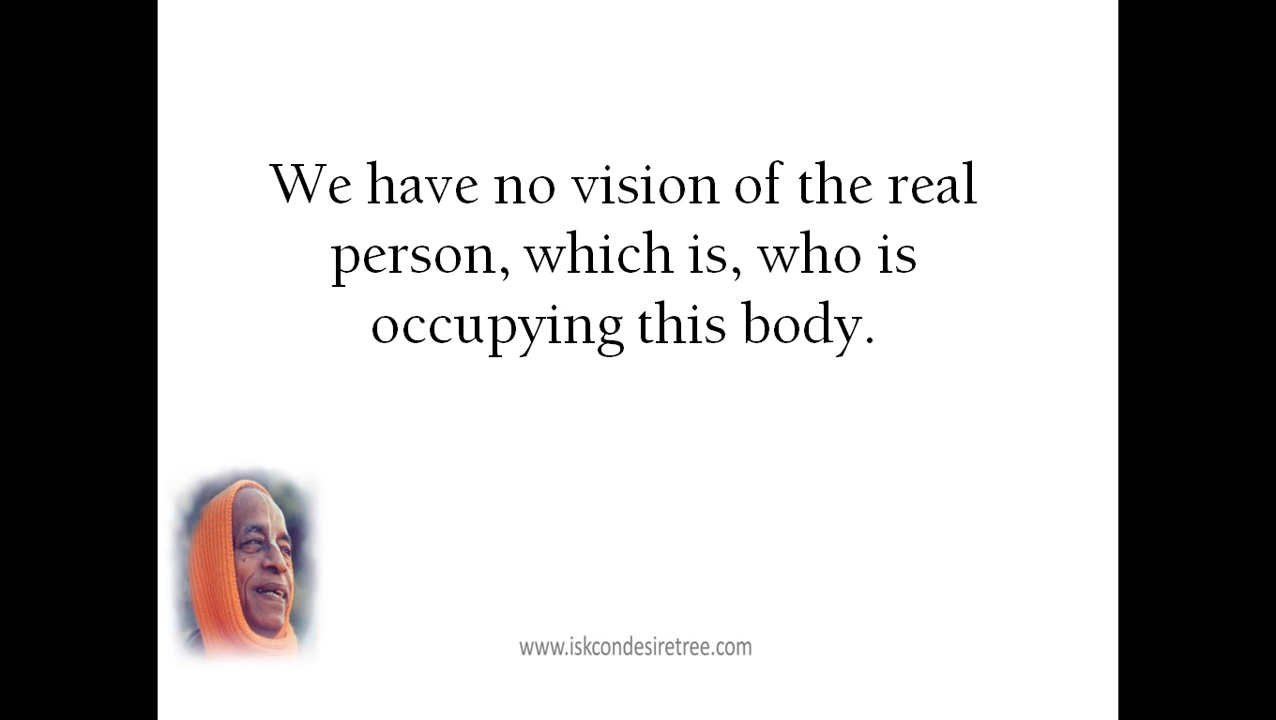 We have no vision of the real
person, which is, who is
occupying this body.
www.iskcondesiretree.com